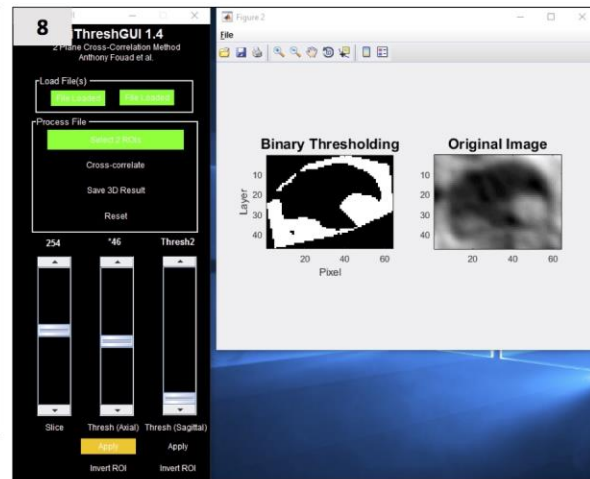 8
ThreshGUI 1.4
2 Plane Cross-Correlation Method
Anthony Fouad et al.
Load File(s)
File Loaded File Loaded
Process File
Select 2 ROIs
Cross-correlate
Save 3D Result
Reset
254 *46 Thresh2
Slice Thresh (Axial) Thresh (Sagittal)
Apply Apply
Invert ROI Invert ROI
Figure 2
File
Binary Thresholding Original Image
Layer
10 10
20 20
30 30
40 40
20 40 60 20 40 60
Pixel